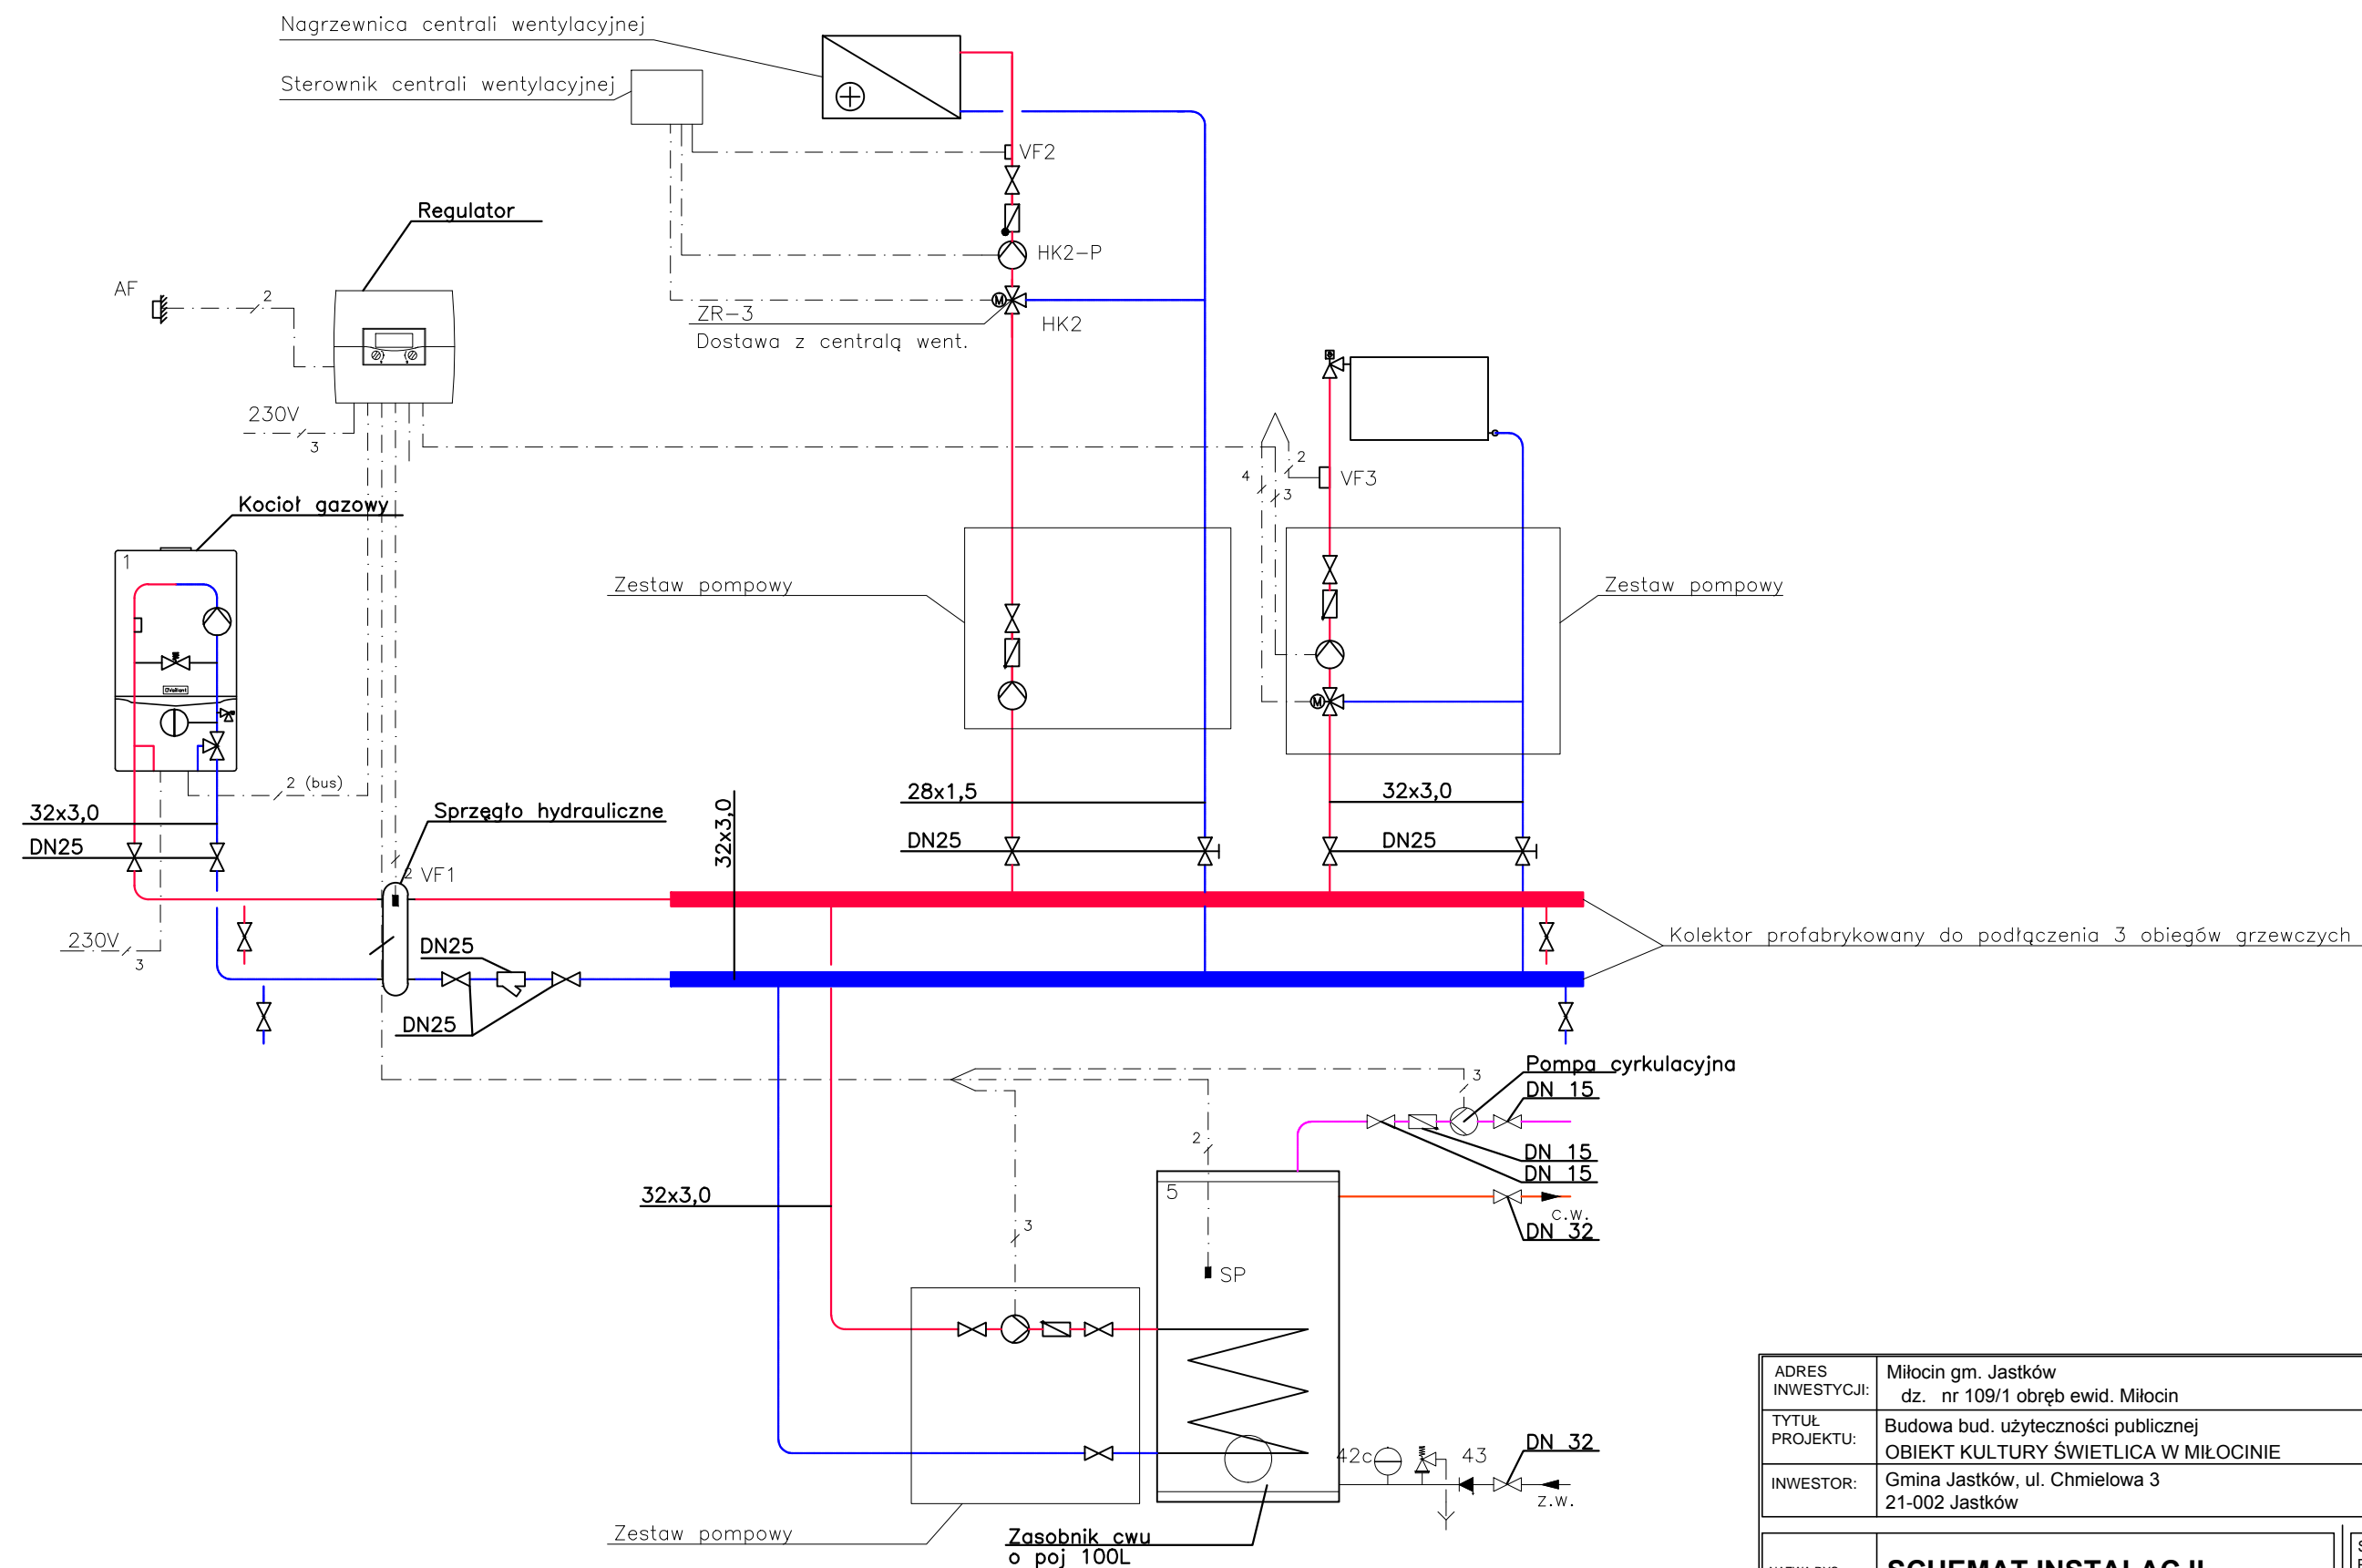 Nagrzewnica centrali wentylacyjnej
Sterownik centrali wentylacyjnej
VF2
Regulator
HK2-P
AF
2
ZR-3
HK2
Dostawa z centralą went.
230V
3
2
4
VF3
3
Kocioł gazowy
1
Zestaw pompowy
Zestaw pompowy
Vaillant
M
M
2 (bus)
28x1,5
32x3,0
32x3,0
Sprzęgło hydrauliczne
32x3,0
DN25
DN25
DN25
2
VF1
230V
3
DN25
Kolektor profabrykowany do podłączenia 3 obiegów grzewczych
DN25
Pompa cyrkulacyjna
3
DN 15
2
DN 15
DN 15
32x3,0
5
c.w.
DN 32
3
SP
ADRES
INWESTYCJI:
Miłocin gm. Jastków
dz. nr 109/1 obręb ewid. Miłocin
TYTUŁ
PROJEKTU:
Budowa bud. użyteczności publicznej
OBIEKT KULTURY ŚWIETLICA W MIŁOCINIE
42c
43
DN 32
INWESTOR:
Gmina Jastków, ul. Chmielowa 3
21-002 Jastków
z.w.
Zestaw pompowy
Zasobnik cwu
o poj 100L
SCHEMAT INSTALACJI